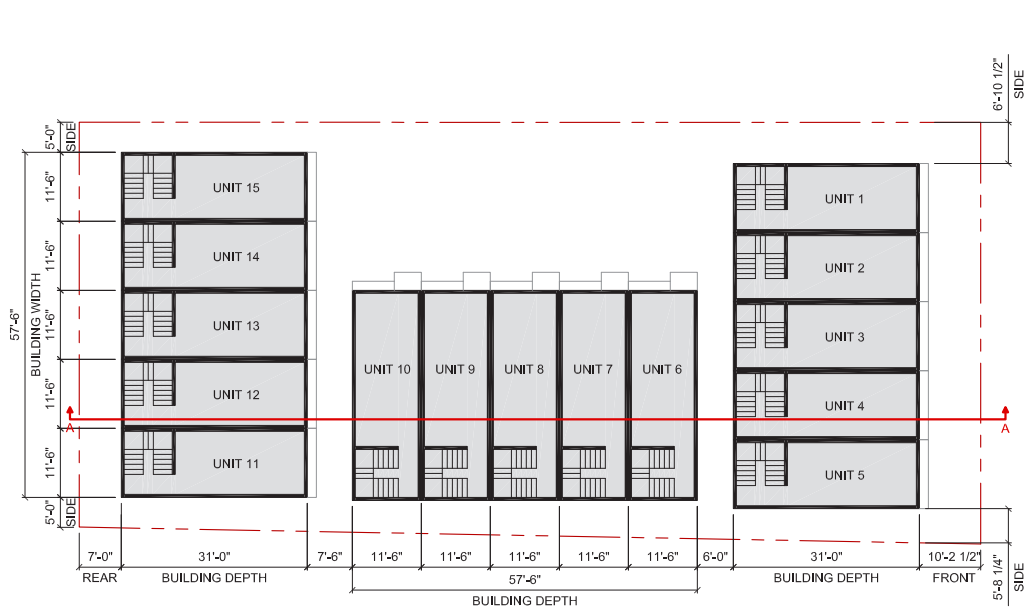 6'-10 1/2"
SIDE
5'-0"
SIDE
11'-6"
11'-6"
11'-6"
11'-6"
11'-6"
5'-0"
SIDE
57'-6"
BUILDING WIDTH
UNIT 15
UNIT 14
UNIT 13
UNIT 12
UNIT 11
UNIT 10
UNIT 9
UNIT 8
UNIT 7
UNIT 6
UNIT 1
UNIT 2
UNIT 3
UNIT 4
UNIT 5
A
A
7'-0"
31'-0"
7'-6"
11'-6"
11'-6"
11'-6"
11'-6"
11'-6"
6'-0"
31'-0"
10'-2 1/2"
REAR
BUILDING DEPTH
57'-6"
BUILDING DEPTH
BUILDING DEPTH
FRONT
5'-8 1/4"
SIDE